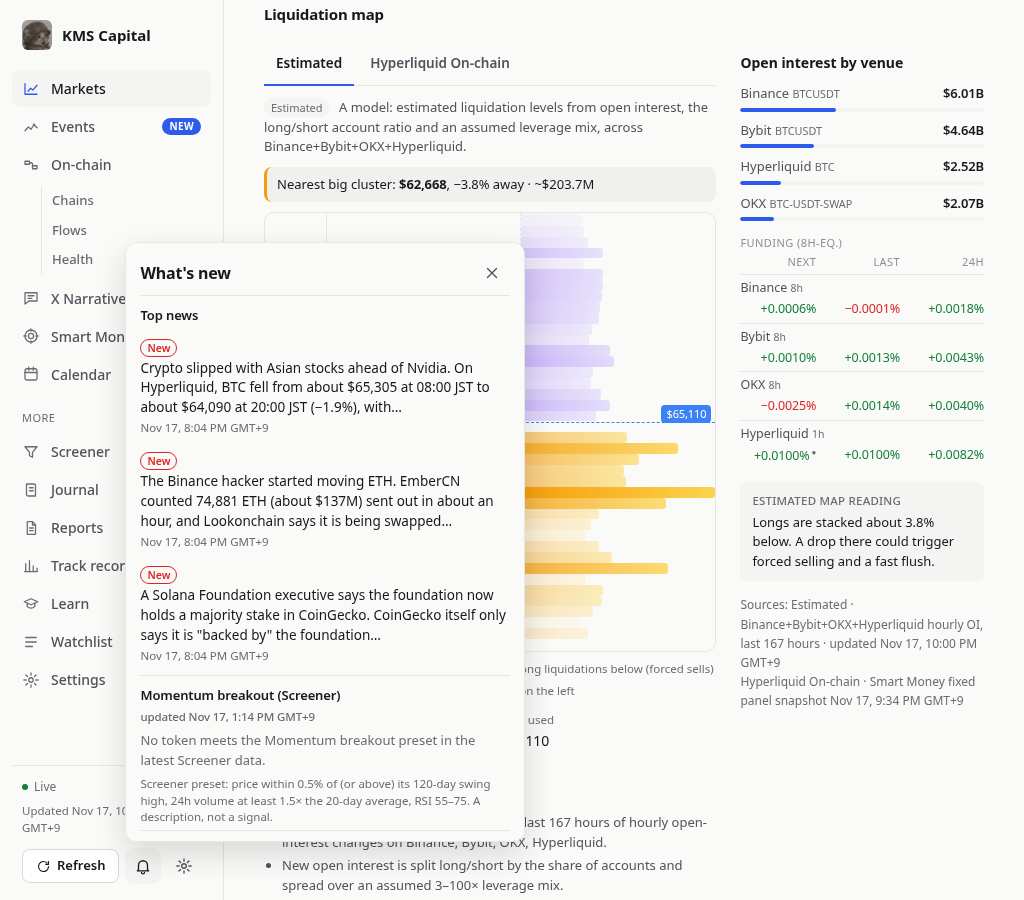 KMS Capital
Markets
Events
NEW
On-chain
Chains
Flows
Health
X Narrative
Smart Mon
Calendar
MORE
Screener
Journal
Reports
Track recor
Learn
Watchlist
Settings
Live
Updated Nov 17, 10
GMT+9
Refresh
Liquidation map
Estimated
Hyperliquid On-chain
Estimated A model: estimated liquidation levels from open interest, the
long/short account ratio and an assumed leverage mix, across
Binance+Bybit+OKX+Hyperliquid.
Nearest big cluster: $62,668, −3.8% away · ~$203.7M
$65,110
ong liquidations below (forced sells)
on the left
used
110
last 167 hours of hourly open-
interest changes on Binance, Bybit, OKX, Hyperliquid.
New open interest is split long/short by the share of accounts and
spread over an assumed 3–100× leverage mix.
What's new
Top news
New
Crypto slipped with Asian stocks ahead of Nvidia. On
Hyperliquid, BTC fell from about $65,305 at 08:00 JST to
about $64,090 at 20:00 JST (−1.9%), with...
Nov 17, 8:04 PM GMT+9
New
The Binance hacker started moving ETH. EmberCN
counted 74,881 ETH (about $137M) sent out in about an
hour, and Lookonchain says it is being swapped...
Nov 17, 8:04 PM GMT+9
New
A Solana Foundation executive says the foundation now
holds a majority stake in CoinGecko. CoinGecko itself only
says it is "backed by" the foundation...
Nov 17, 8:04 PM GMT+9
Momentum breakout (Screener)
updated Nov 17, 1:14 PM GMT+9
No token meets the Momentum breakout preset in the
latest Screener data.
Screener preset: price within 0.5% of (or above) its 120-day swing
high, 24h volume at least 1.5× the 20-day average, RSI 55–75. A
description, not a signal.
Open interest by venue
Binance BTCUSDT $6.01B
Bybit BTCUSDT $4.64B
Hyperliquid BTC $2.52B
OKX BTC-USDT-SWAP $2.07B
FUNDING (8H-EQ.)
NEXT LAST 24H
Binance 8h
+0.0006% −0.0001% +0.0018%
Bybit 8h
+0.0010% +0.0013% +0.0043%
OKX 8h
−0.0025% +0.0014% +0.0040%
Hyperliquid 1h
+0.0100%* +0.0100% +0.0082%
ESTIMATED MAP READING
Longs are stacked about 3.8%
below. A drop there could trigger
forced selling and a fast flush.
Sources: Estimated ·
Binance+Bybit+OKX+Hyperliquid hourly OI,
last 167 hours · updated Nov 17, 10:00 PM
GMT+9
Hyperliquid On-chain · Smart Money fixed
panel snapshot Nov 17, 9:34 PM GMT+9